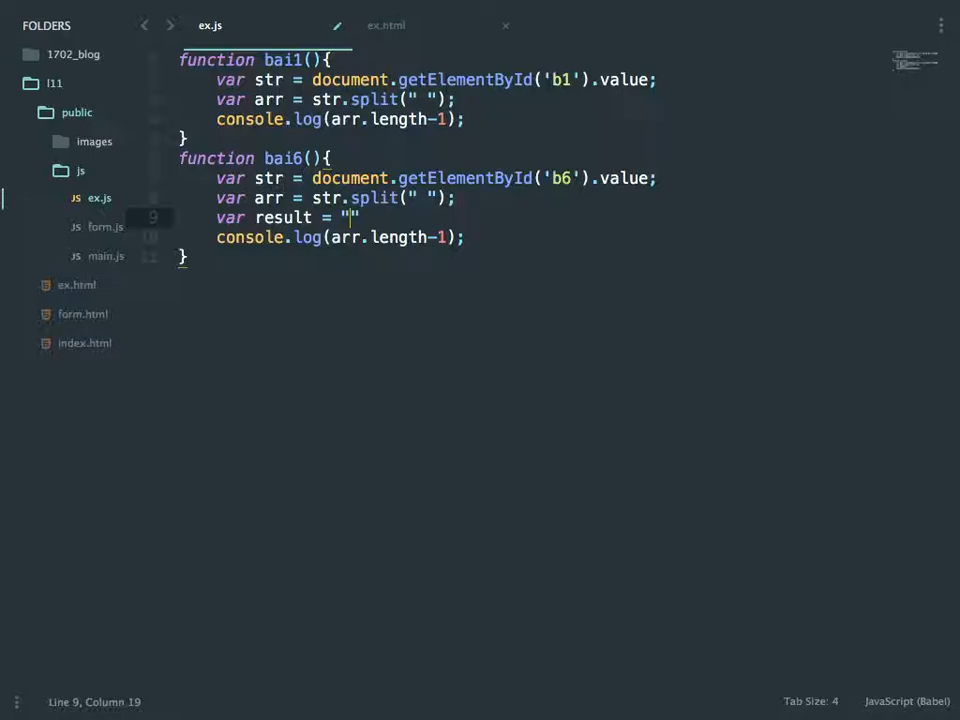 FOLDERS
1702_blog
l11
public
images
js
JS ex.js
JS form.js
JS main.js
ex.html
form.html
index.html
ex.js
ex.html
function bai1(){
var str = document.getElementById('b1').value;
var arr = str.split(" ");
console.log(arr.length-1);
}
function bai6(){
var str = document.getElementById('b6').value;
var arr = str.split(" ");
9 var result = ""
10 console.log(arr.length-1);
11 }
Line 9, Column 19
Tab Size: 4
JavaScript (Babel)